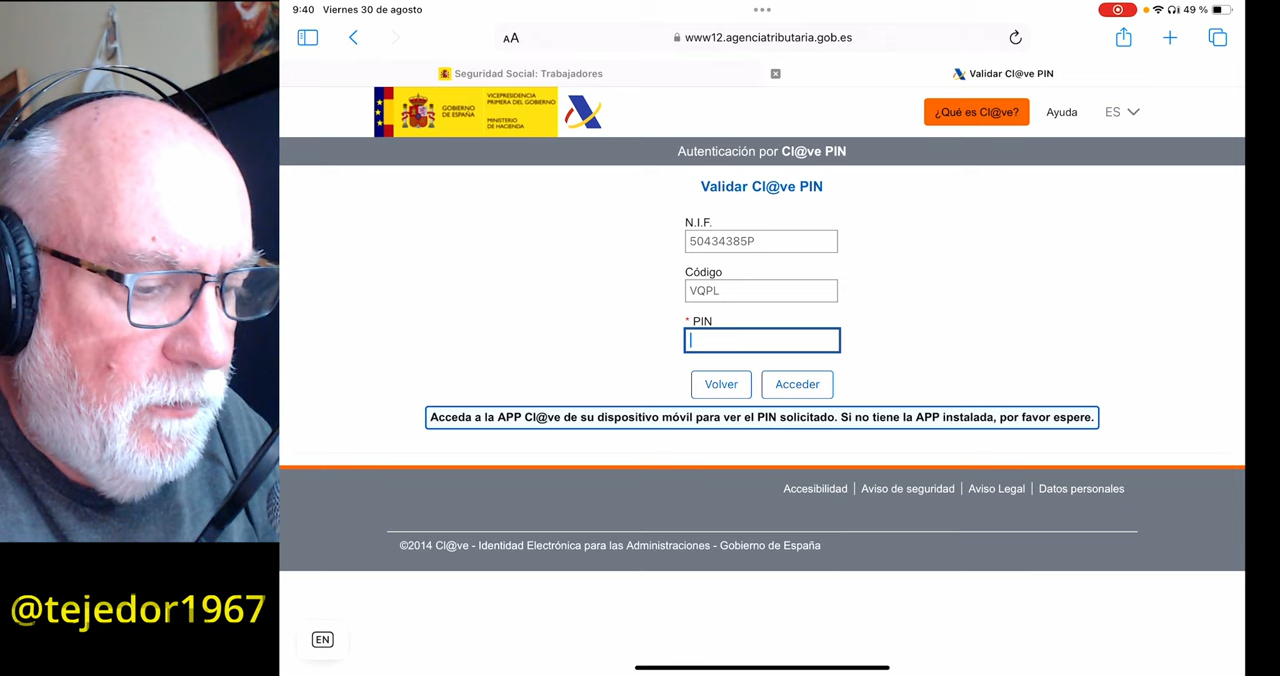 9:40 Viernes 30 de agosto
49 %
AA
www12.agenciatributaria.gob.es
Seguridad Social: Trabajadores
Validar Cl@ve PIN
GOBIERNO
DE ESPAÑA
VICEPRESIDENCIA
PRIMERA DEL GOBIERNO
MINISTERIO
DE HACIENDA
¿Qué es Cl@ve?
Ayuda
ES
Autenticación por Cl@ve PIN
Validar Cl@ve PIN
N.I.F.
50434385P
Código
VQPL
* PIN
Volver
Acceder
Acceda a la APP Cl@ve de su dispositivo móvil para ver el PIN solicitado. Si no tiene la APP instalada, por favor espere.
Accesibilidad | Aviso de seguridad | Aviso Legal | Datos personales
©2014 Cl@ve - Identidad Electrónica para las Administraciones - Gobierno de España
@tejedor1967
EN